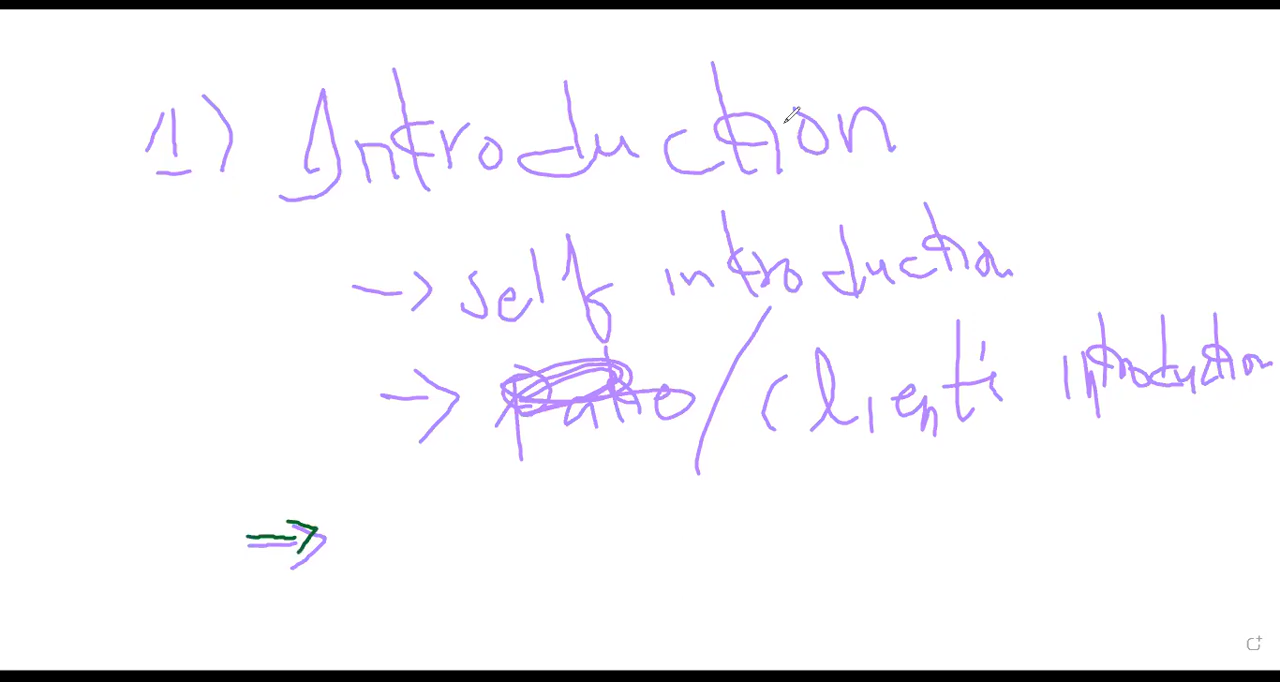 1) Introduction
→ self introduction
→ / client's introduction
⇒